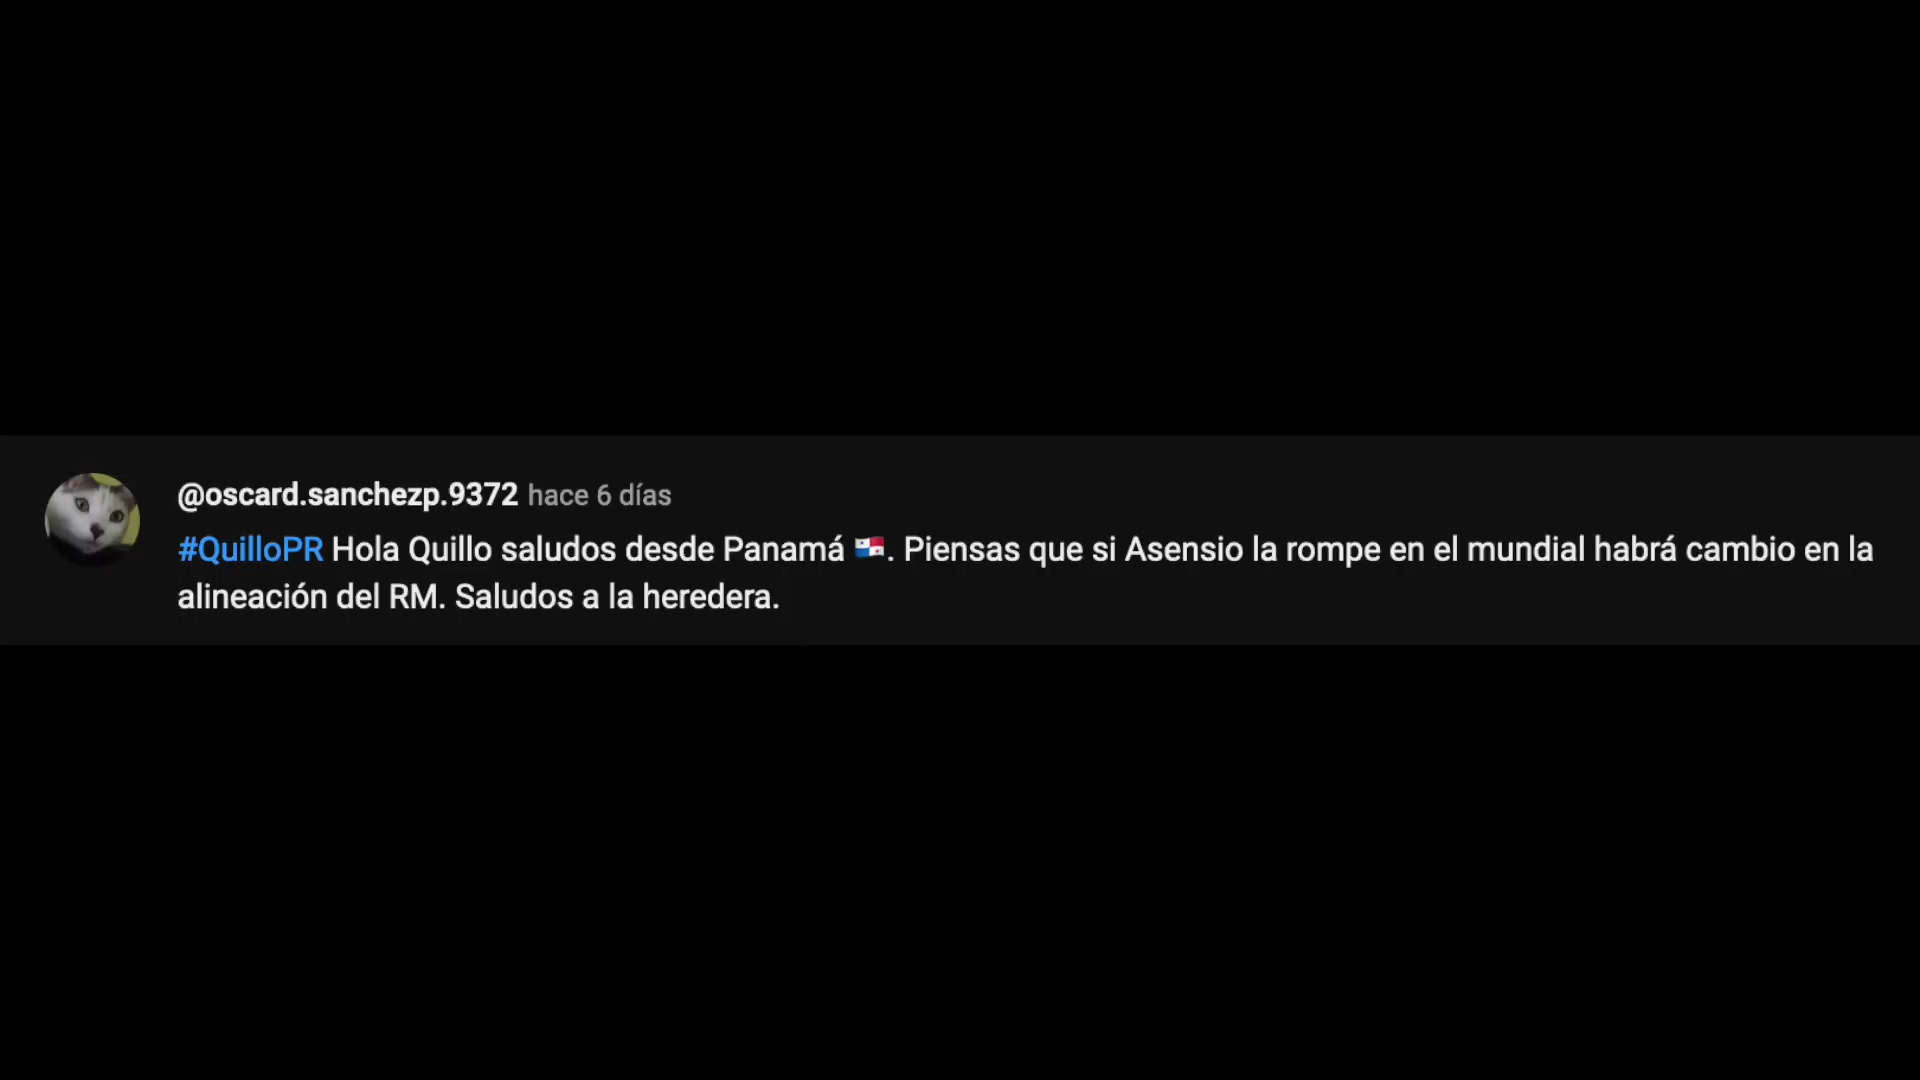 @oscard.sanchezp.9372 hace 6 días
#QuilloPR Hola Quillo saludos desde Panamá 🇵🇦. Piensas que si Asensio la rompe en el mundial habrá cambio en la
alineación del RM. Saludos a la heredera.